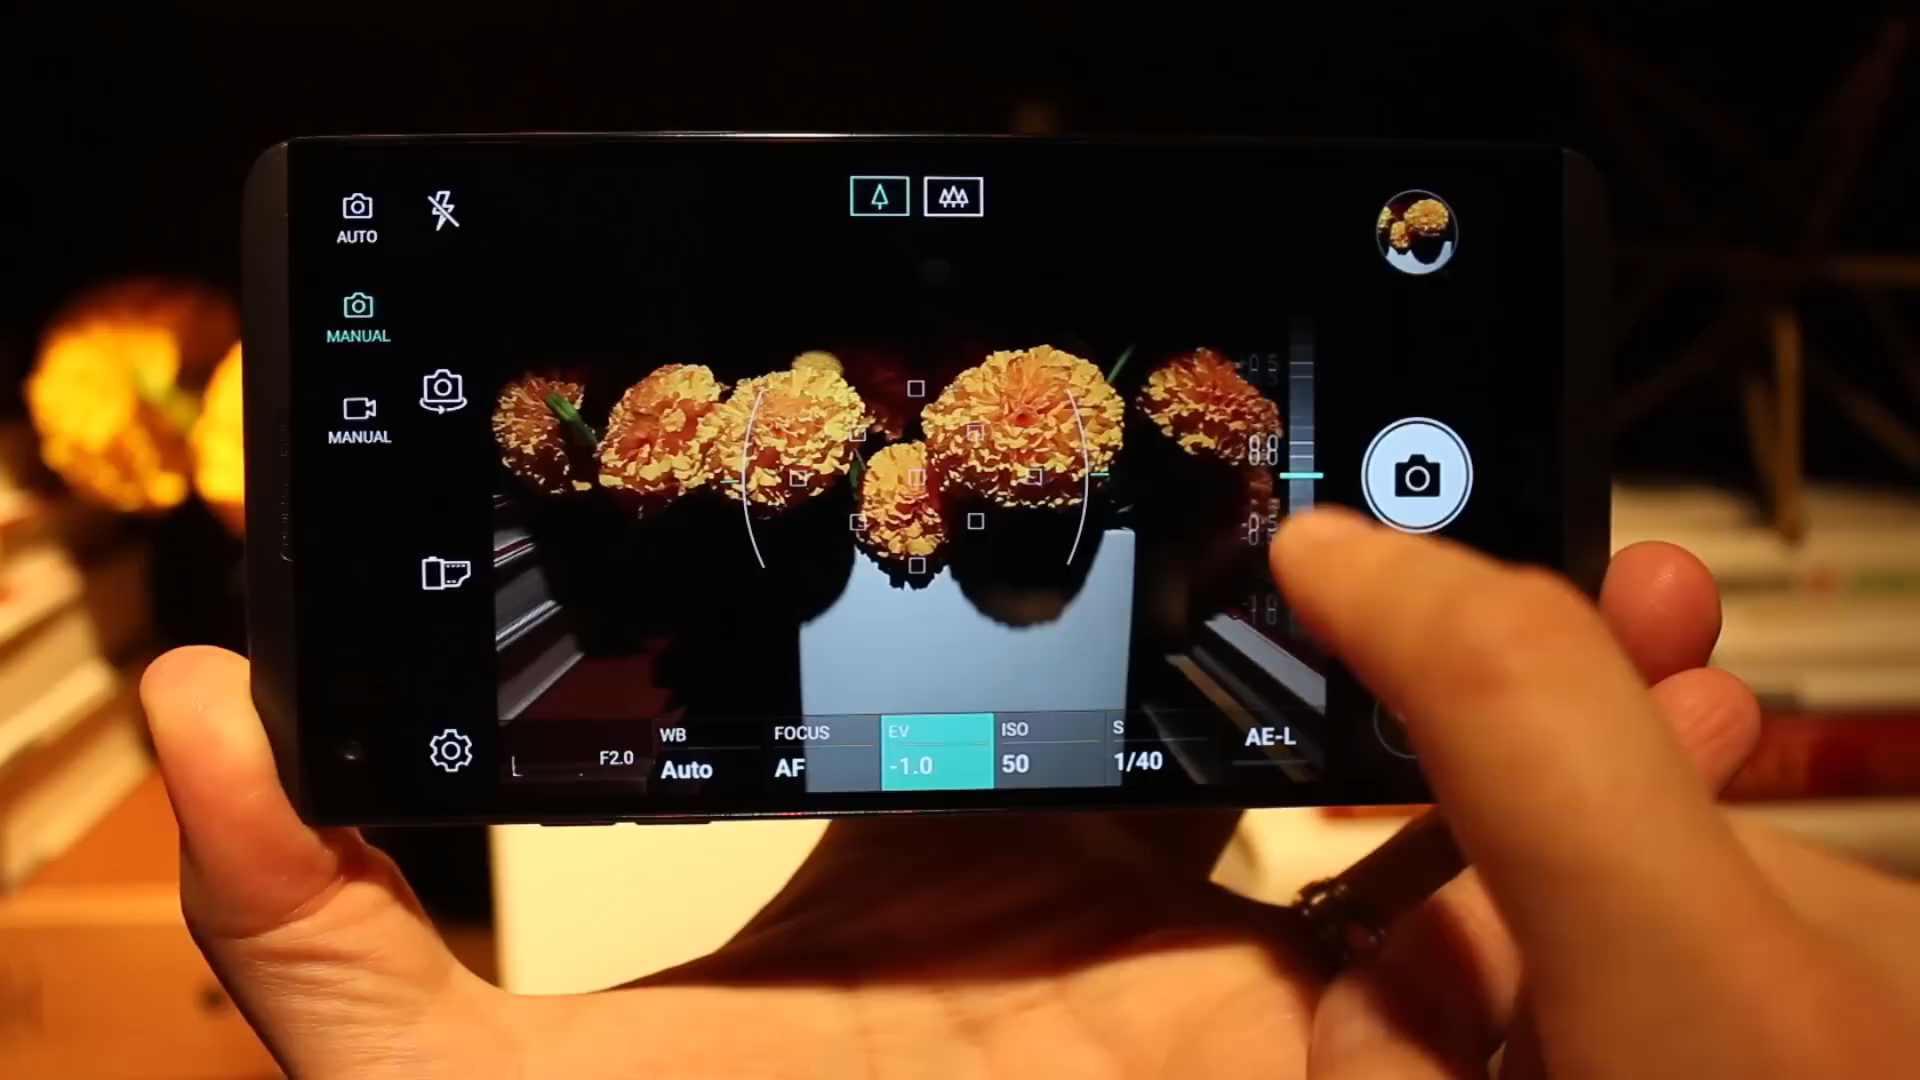 AUTO
MANUAL
MANUAL
F2.0
WB
Auto
FOCUS
AF
EV
-1.0
ISO
50
S
1/40
AE-L